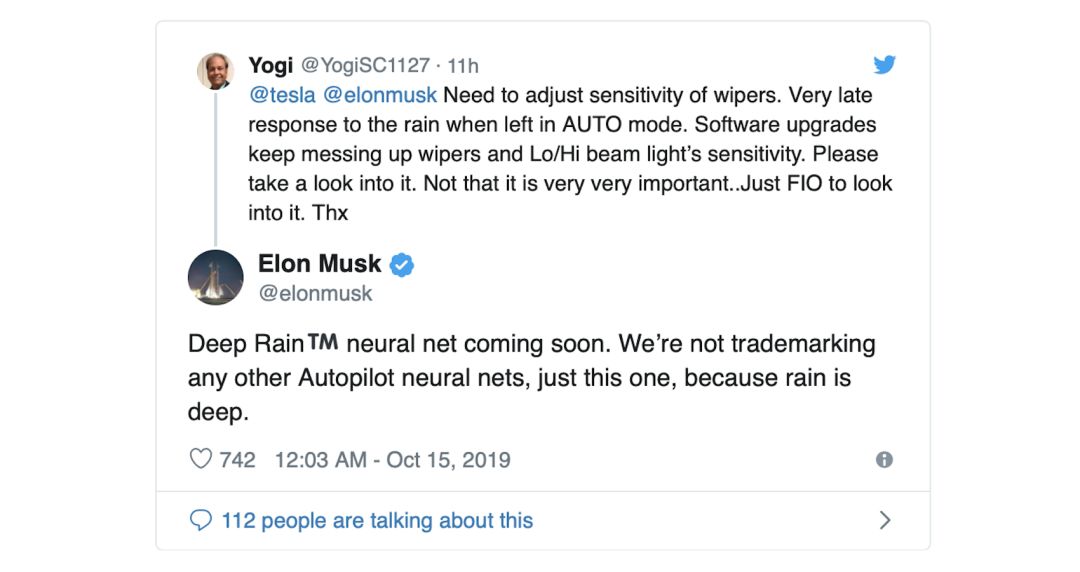 Yogi @YogiSC1127 · 11h
@tesla @elonmusk Need to adjust sensitivity of wipers. Very late
response to the rain when left in AUTO mode. Software upgrades
keep messing up wipers and Lo/Hi beam light’s sensitivity. Please
take a look into it. Not that it is very very important..Just FIO to look
into it. Thx
Elon Musk
@elonmusk
Deep Rain™ neural net coming soon. We’re not trademarking
any other Autopilot neural nets, just this one, because rain is
deep.
742 12:03 AM - Oct 15, 2019
112 people are talking about this